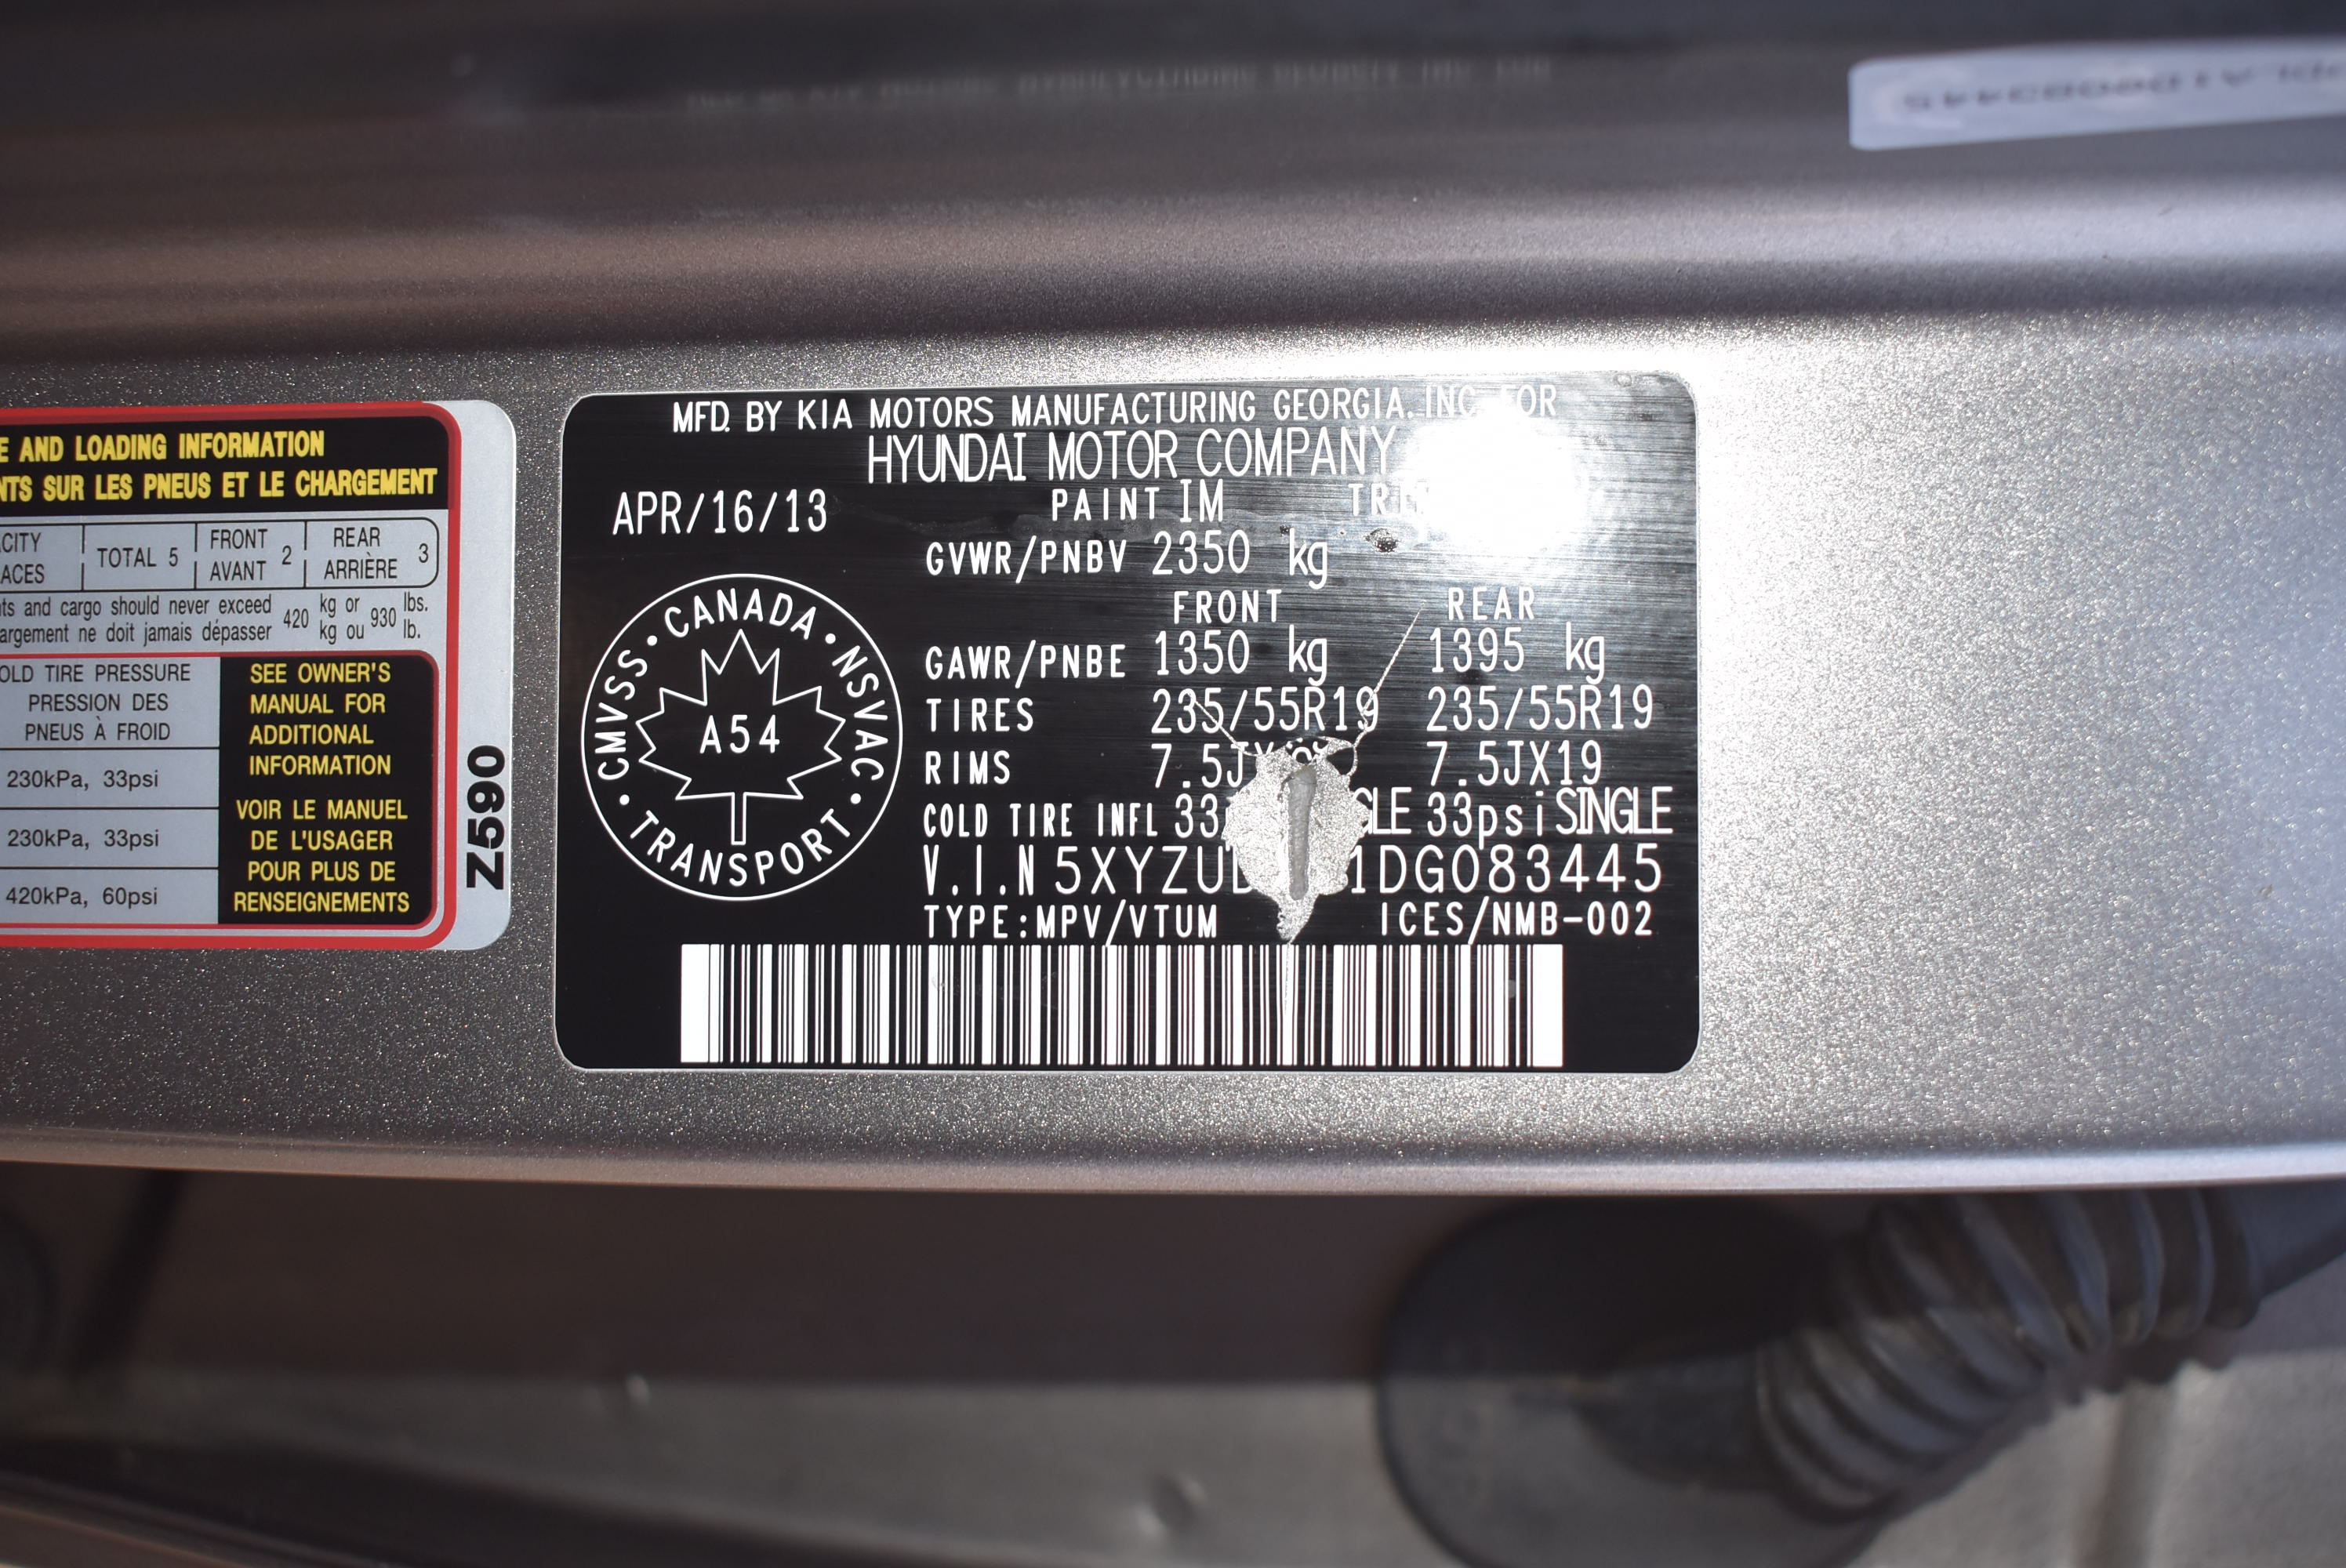 E AND LOADING INFORMATION
NTS SUR LES PNEUS ET LE CHARGEMENT
CITY
ACES
TOTAL 5
FRONT
AVANT 2
REAR
ARRIÈRE 3
nts and cargo should never exceed 420 kg or 930 lbs.
argement ne doit jamais dépasser kg ou lb.
OLD TIRE PRESSURE
PRESSION DES
PNEUS À FROID
230kPa, 33psi
230kPa, 33psi
420kPa, 60psi
SEE OWNER'S
MANUAL FOR
ADDITIONAL
INFORMATION
VOIR LE MANUEL
DE L'USAGER
POUR PLUS DE
RENSEIGNEMENTS
Z590
MFD. BY KIA MOTORS MANUFACTURING GEORGIA, INC. FOR
HYUNDAI MOTOR COMPANY
APR/16/13 PAINT IM
GVWR/PNBV 2350 kg
FRONT REAR
GAWR/PNBE 1350 kg 1395 kg
TIRES 235/55R19 235/55R19
RIMS 7.5J 7.5JX19
COLD TIRE INFL 33 GLE 33psi SINGLE
V.I.N 5XYZU 1DG083445
TYPE:MPV/VTUM ICES/NMB-002
CANADA
CMVSS
NSVAC
TRANSPORT
A54